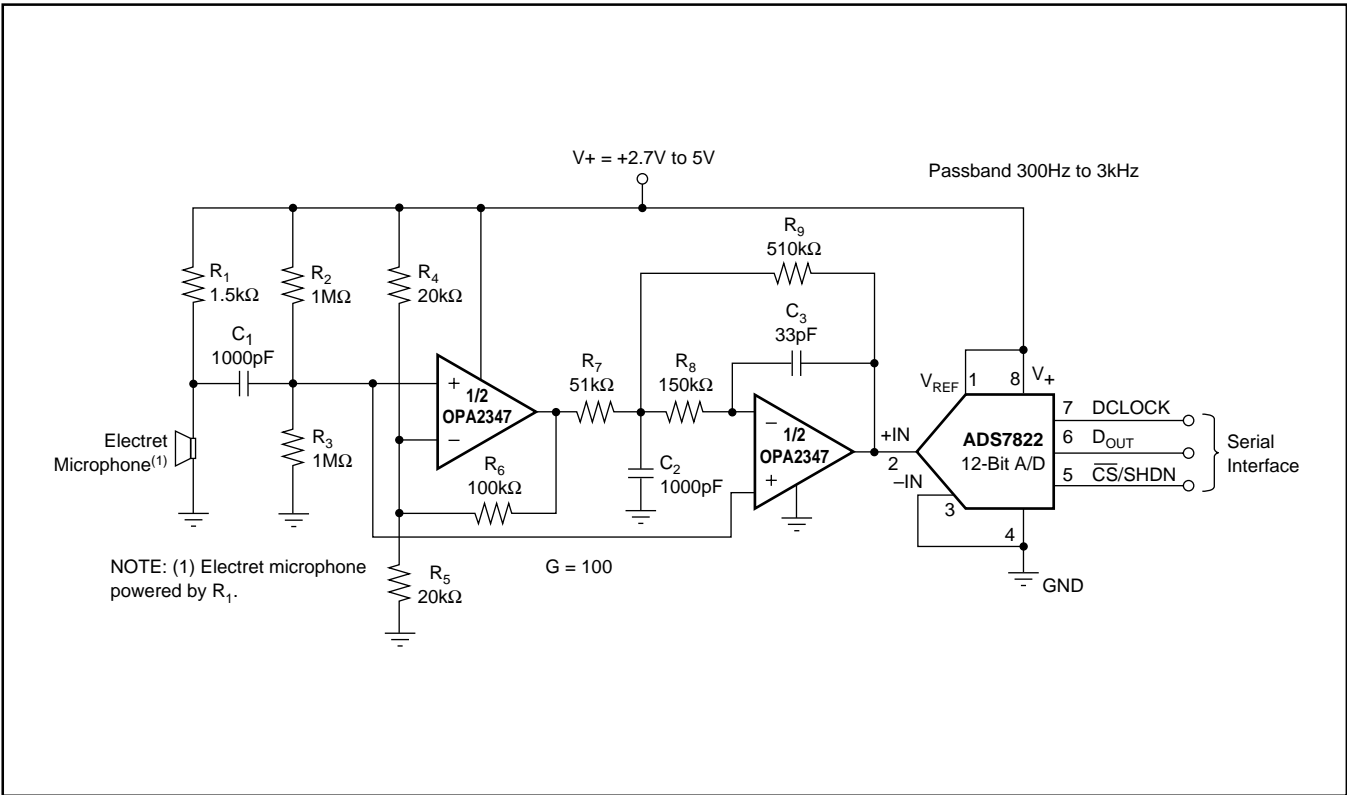 V+ = +2.7V to 5V
Passband 300Hz to 3kHz
R9
510kΩ
R1
1.5kΩ
R2
1MΩ
R4
20kΩ
C3
33pF
C1
1000pF
R7
51kΩ
R8
150kΩ
VREF
1
8
V+
+
1/2
OPA2347
−
−
1/2
OPA2347
+
7
DCLOCK
6
DOUT
5
CS/SHDN
Serial
Interface
+IN
2
−IN
3
ADS7822
12-Bit A/D
4
GND
Electret
Microphone(1)
R3
1MΩ
R6
100kΩ
C2
1000pF
NOTE: (1) Electret microphone
powered by R1.
R5
20kΩ
G = 100